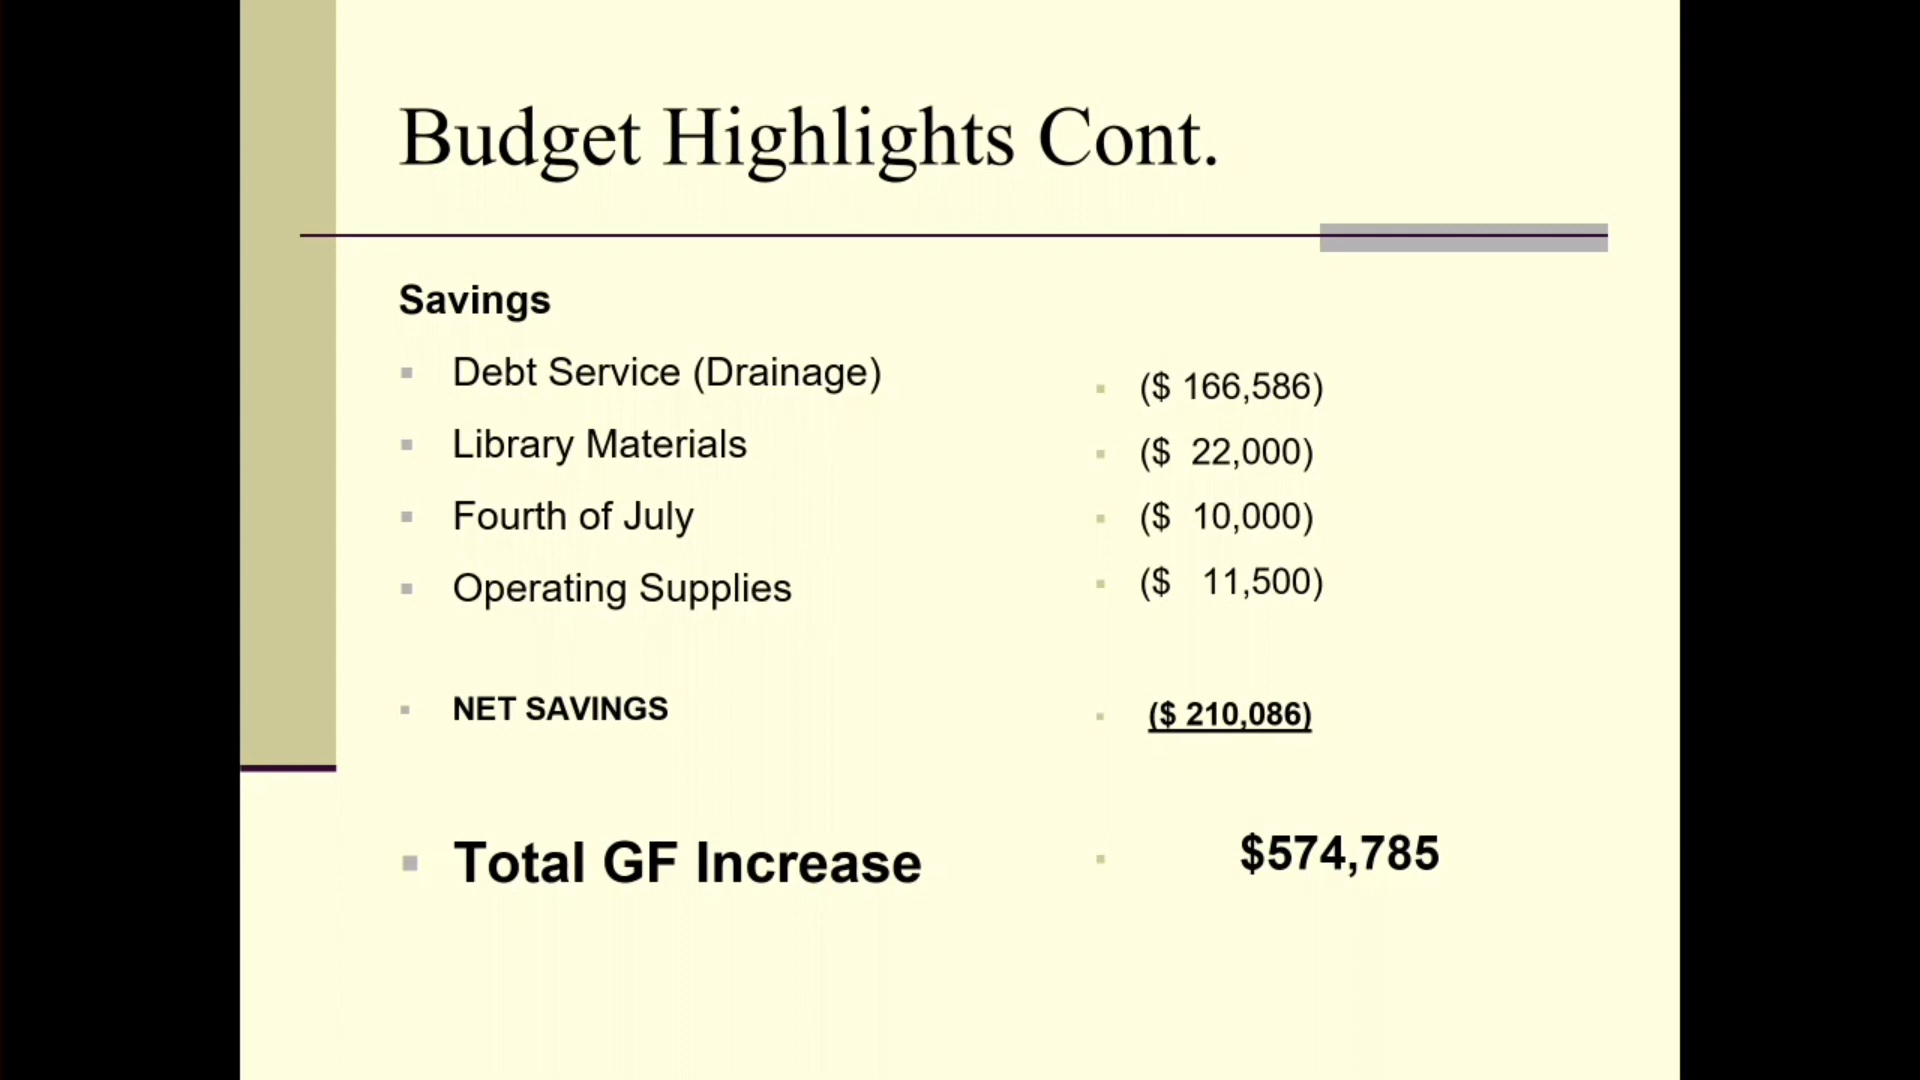 Budget Highlights Cont.
Savings
Debt Service (Drainage) ($ 166,586)
Library Materials ($ 22,000)
Fourth of July ($ 10,000)
Operating Supplies ($ 11,500)
NET SAVINGS ($ 210,086)
Total GF Increase $574,785